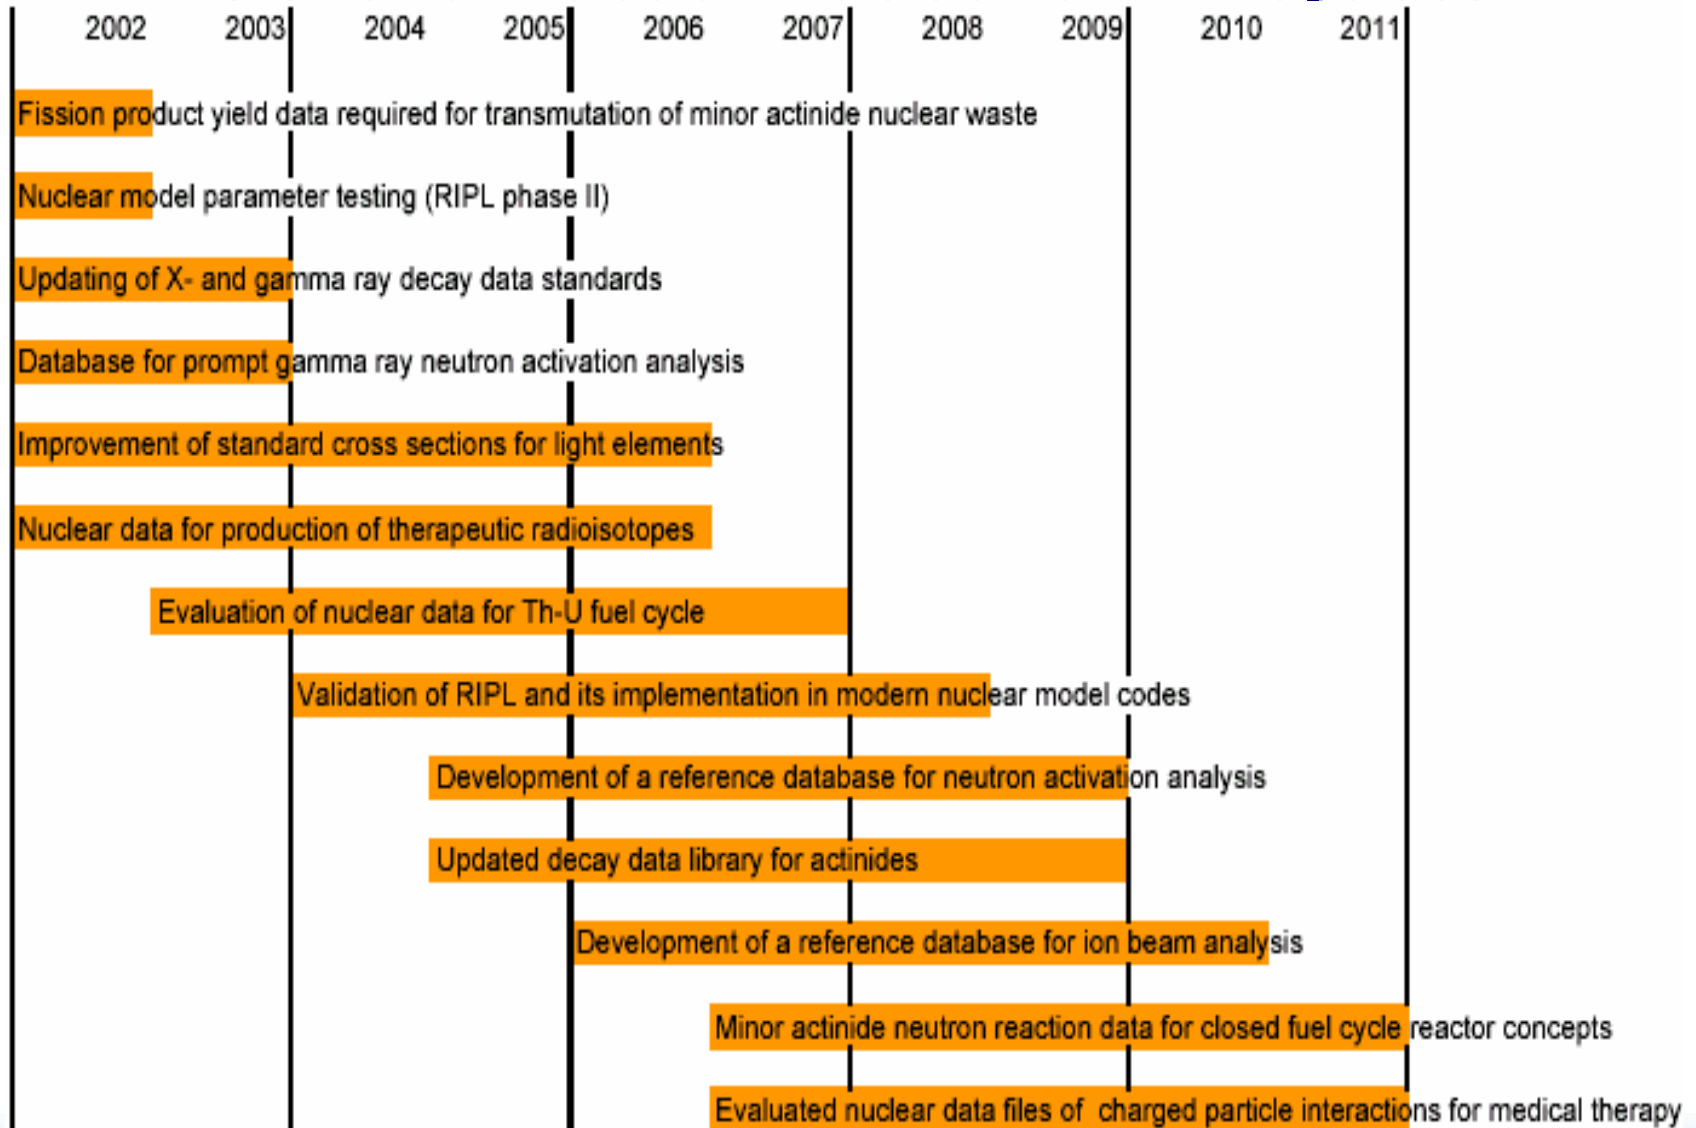 2002 2003 2004 2005 2006 2007 2008 2009 2010 2011
Fission product yield data required for transmutation of minor actinide nuclear waste
Nuclear model parameter testing (RIPL phase II)
Updating of X- and gamma ray decay data standards
Database for prompt gamma ray neutron activation analysis
Improvement of standard cross sections for light elements
Nuclear data for production of therapeutic radioisotopes
Evaluation of nuclear data for Th-U fuel cycle
Validation of RIPL and its implementation in modern nuclear model codes
Development of a reference database for neutron activation analysis
Updated decay data library for actinides
Development of a reference database for ion beam analysis
Minor actinide neutron reaction data for closed fuel cycle reactor concepts
Evaluated nuclear data files of charged particle interactions for medical therapy